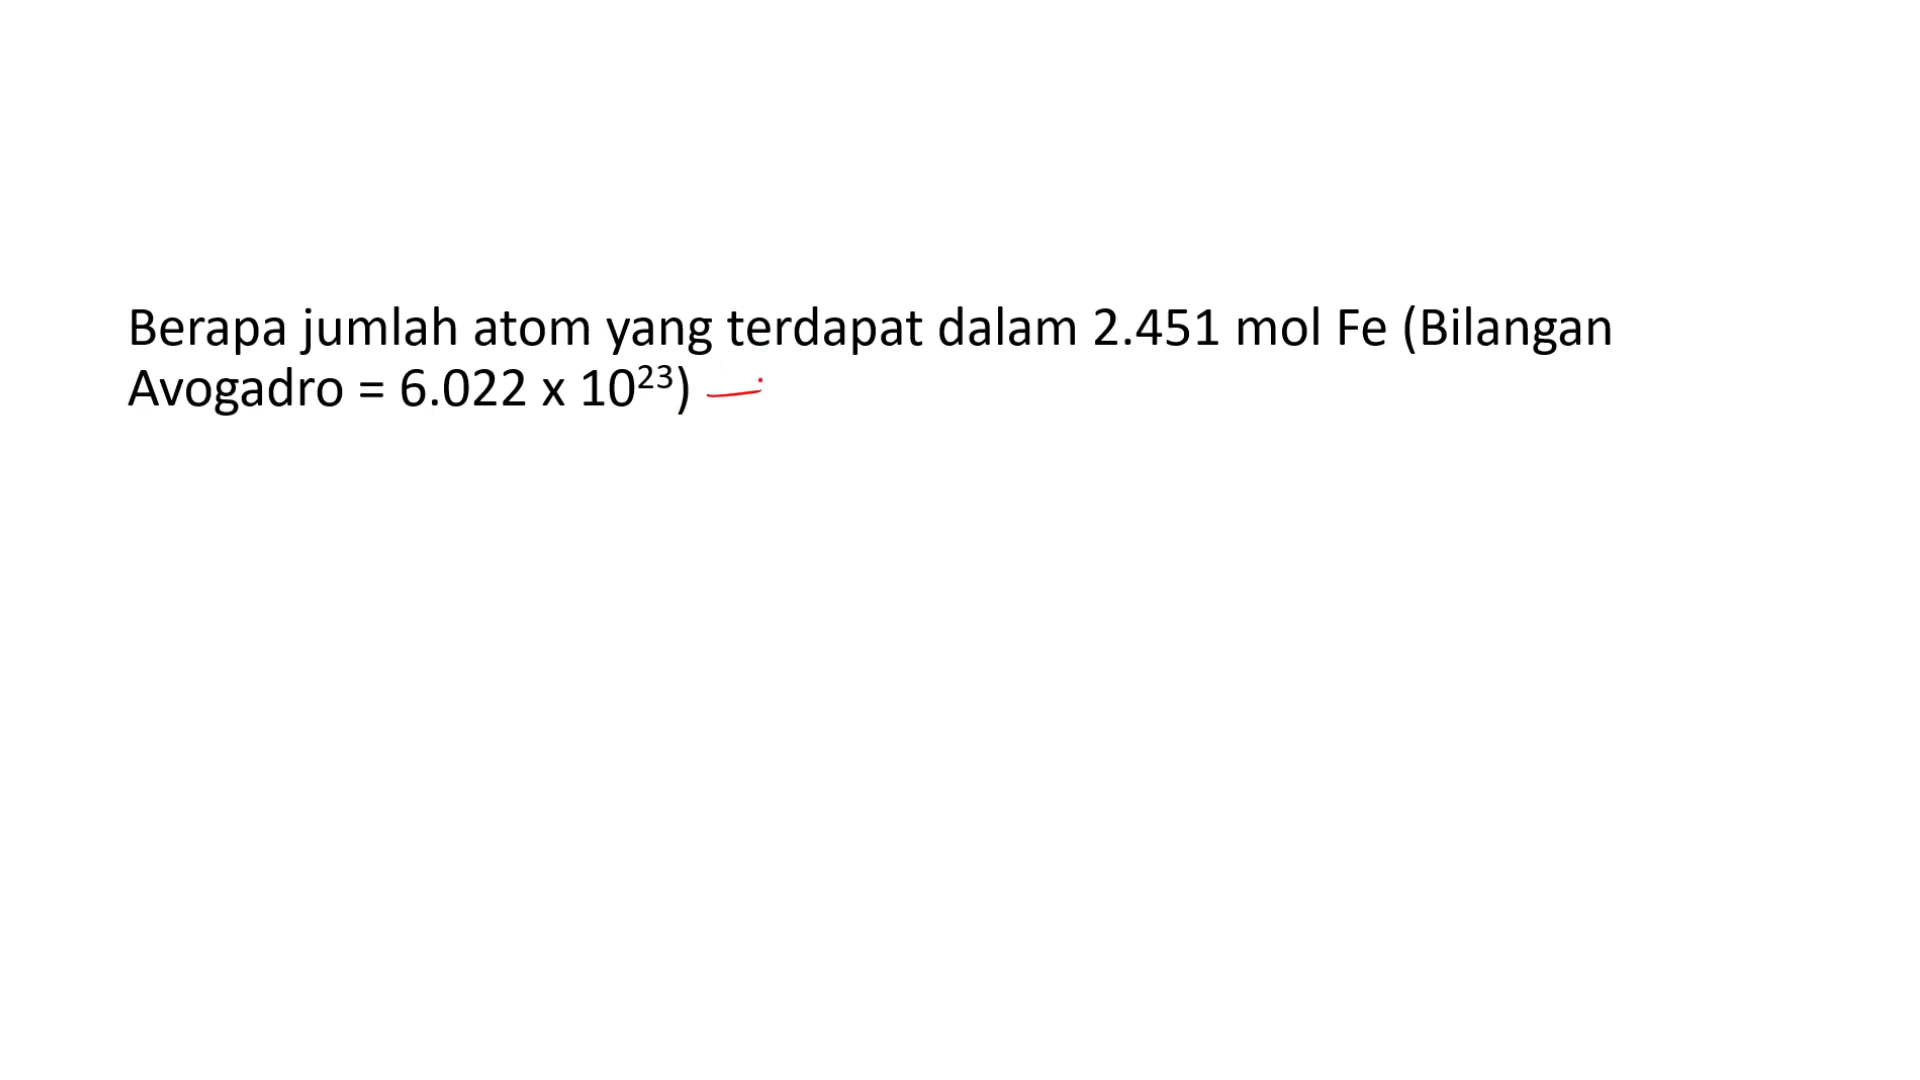 Berapa jumlah atom yang terdapat dalam 2.451 mol Fe (Bilangan
Avogadro = 6.022 x 10²³)